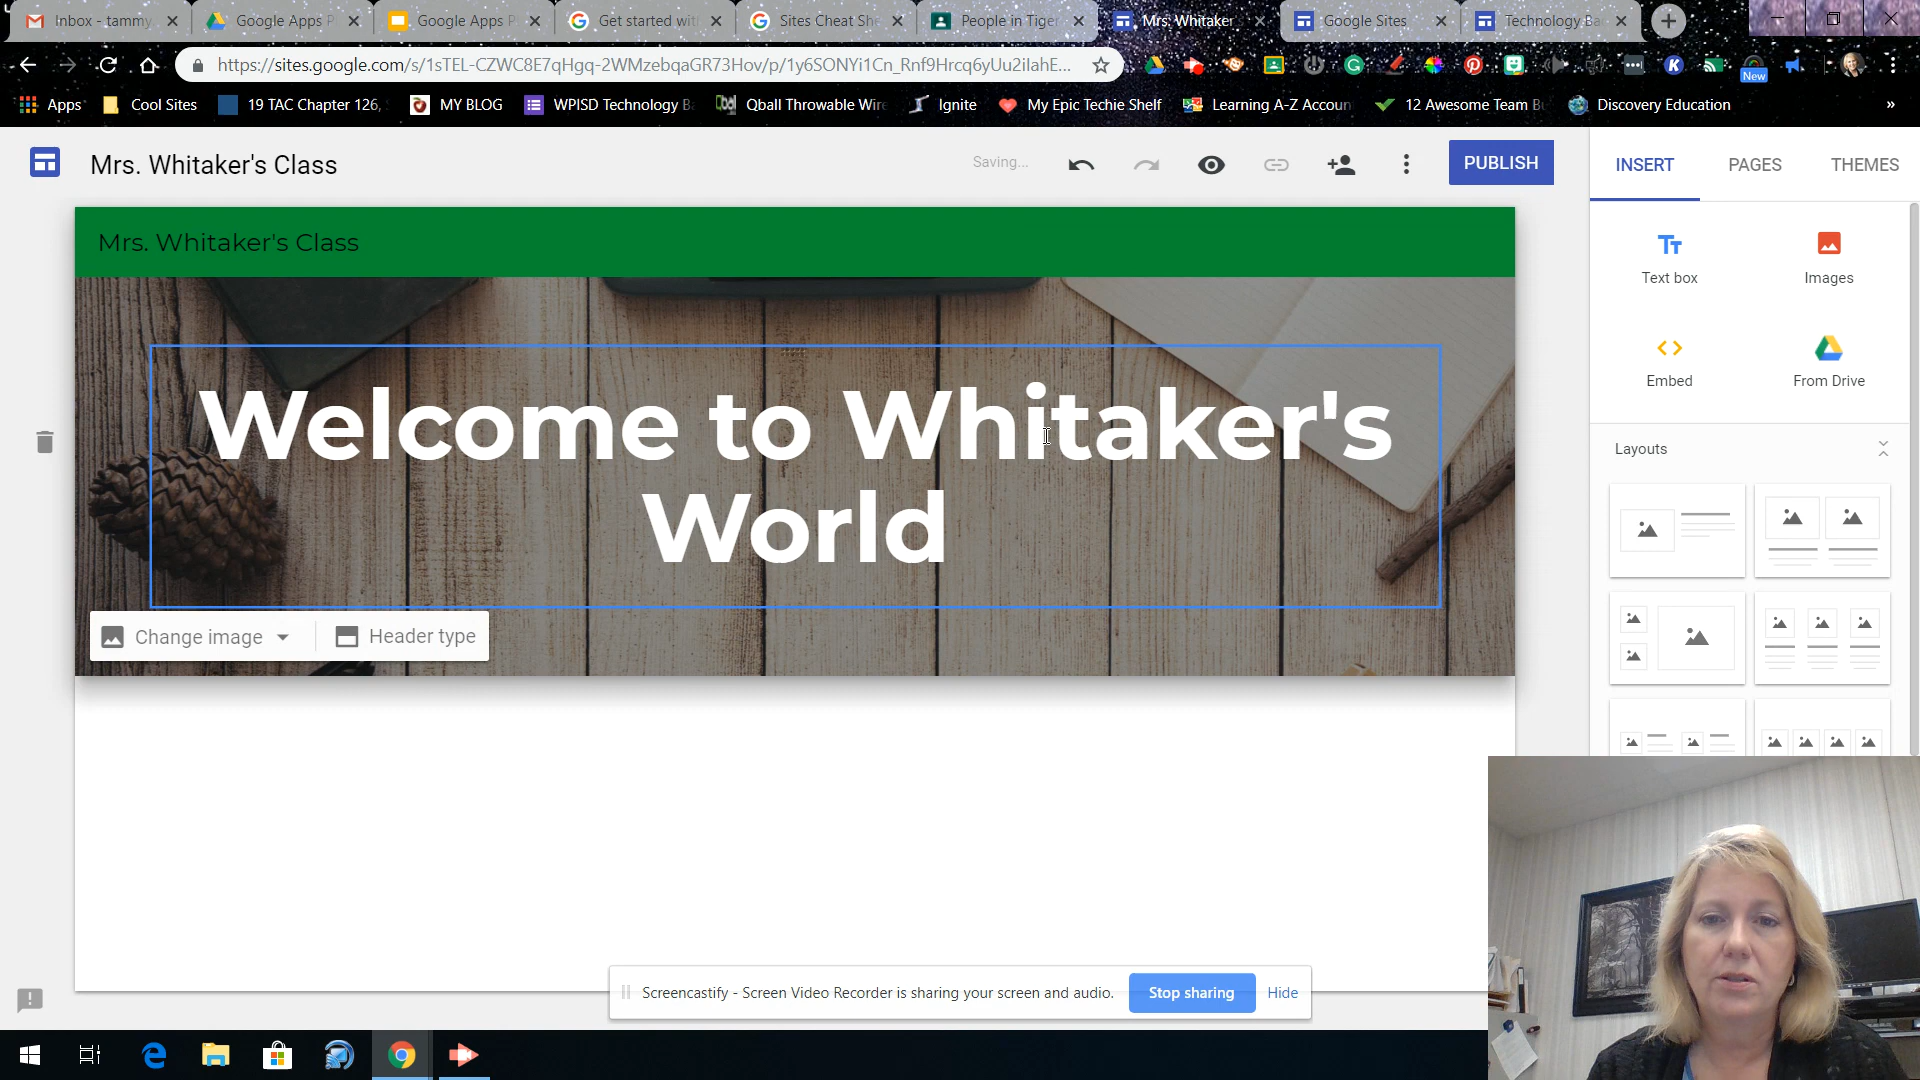 Inbox - tammy
Google Apps P
Google Apps P
Get started wit
Sites Cheat She
People in Tiger
Mrs. Whitaker
Google Sites
Technology Ba
https://sites.google.com/s/1sTEL-CZWC8E7qHgq-2WMzebqaGR73Hov/p/1y6SONYi1Cn_Rnf9Hrcq6yUu2iIahE...
New
Apps
Cool Sites
19 TAC Chapter 126,
MY BLOG
WPISD Technology B
Qball Throwable Wire
Ignite
My Epic Techie Shelf
Learning A-Z Accoun
12 Awesome Team B
Discovery Education
»
Mrs. Whitaker's Class
Saving...
PUBLISH
INSERT
PAGES
THEMES
Mrs. Whitaker's Class
Welcome to Whitaker's
World
Change image
Header type
Tt
Text box
Images
Embed
From Drive
Layouts
Screencastify - Screen Video Recorder is sharing your screen and audio.
Stop sharing
Hide